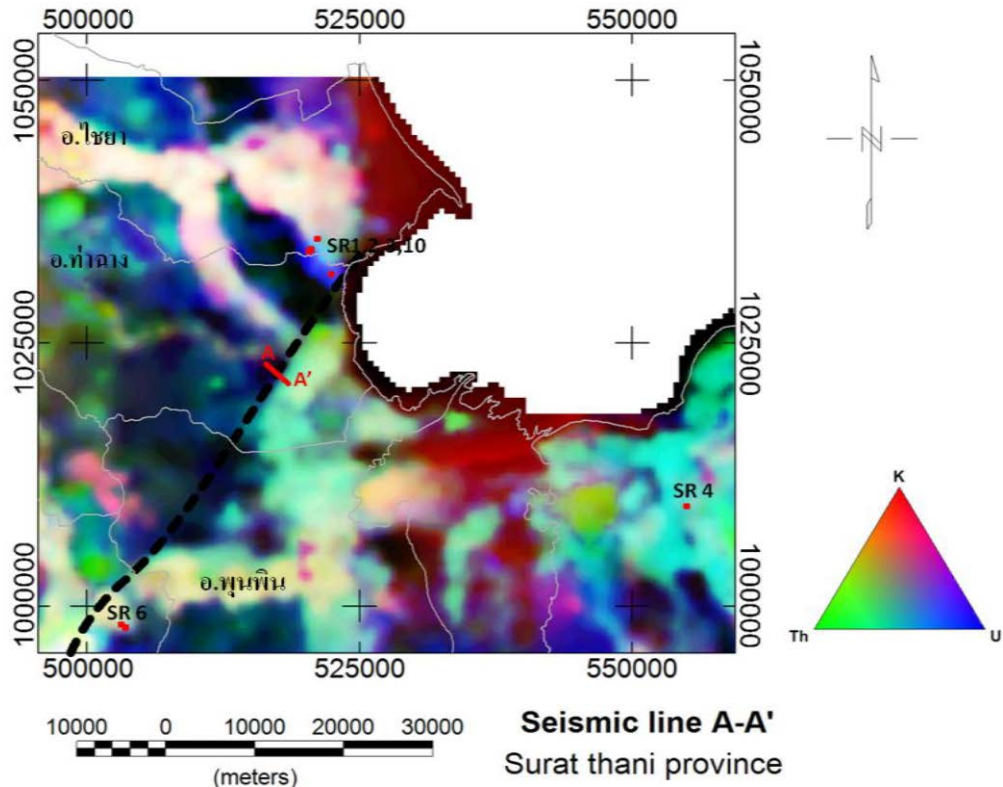 500000 525000 550000
1050000 1050000
อ.ไชยา
N
อ.ท่าฉาง
SR1,2,3,10
1025000 1025000
A
A'
SR 4
K
อ.พุนพิน
1000000 1000000
SR 6
Th U
500000 525000 550000
10000 0 10000 20000 30000
(meters)
Seismic line A-A'
Surat thani province